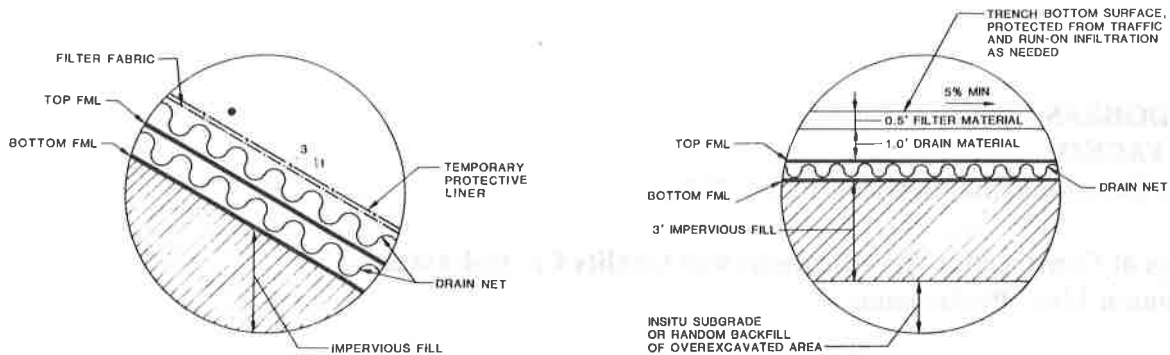 FILTER FABRIC
TOP FML
BOTTOM FML
3
1
TEMPORARY
PROTECTIVE
LINER
DRAIN NET
IMPERVIOUS FILL
TRENCH BOTTOM SURFACE,
PROTECTED FROM TRAFFIC
AND RUN-ON INFILTRATION
AS NEEDED
5% MIN
0.5' FILTER MATERIAL
1.0' DRAIN MATERIAL
TOP FML
DRAIN NET
BOTTOM FML
3' IMPERVIOUS FILL
INSITU SUBGRADE
OR RANDOM BACKFILL
OF OVEREXCAVATED AREA